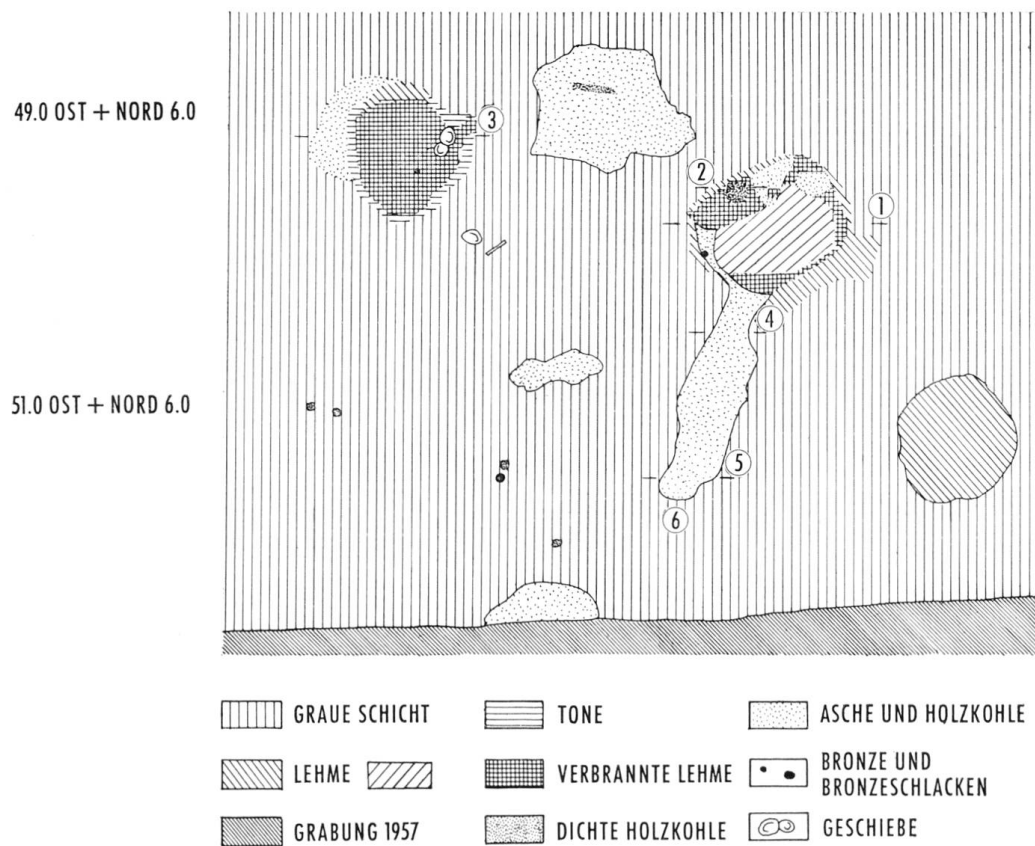 49.0 OST + NORD 6.0
3
2
1
4
51.0 OST + NORD 6.0
5
6
GRAUE SCHICHT
TONE
ASCHE UND HOLZKOHLE
LEHME
VERBRANNTE LEHME
BRONZE UND
BRONZESCHLACKEN
GRABUNG 1957
DICHTE HOLZKOHLE
GESCHIEBE